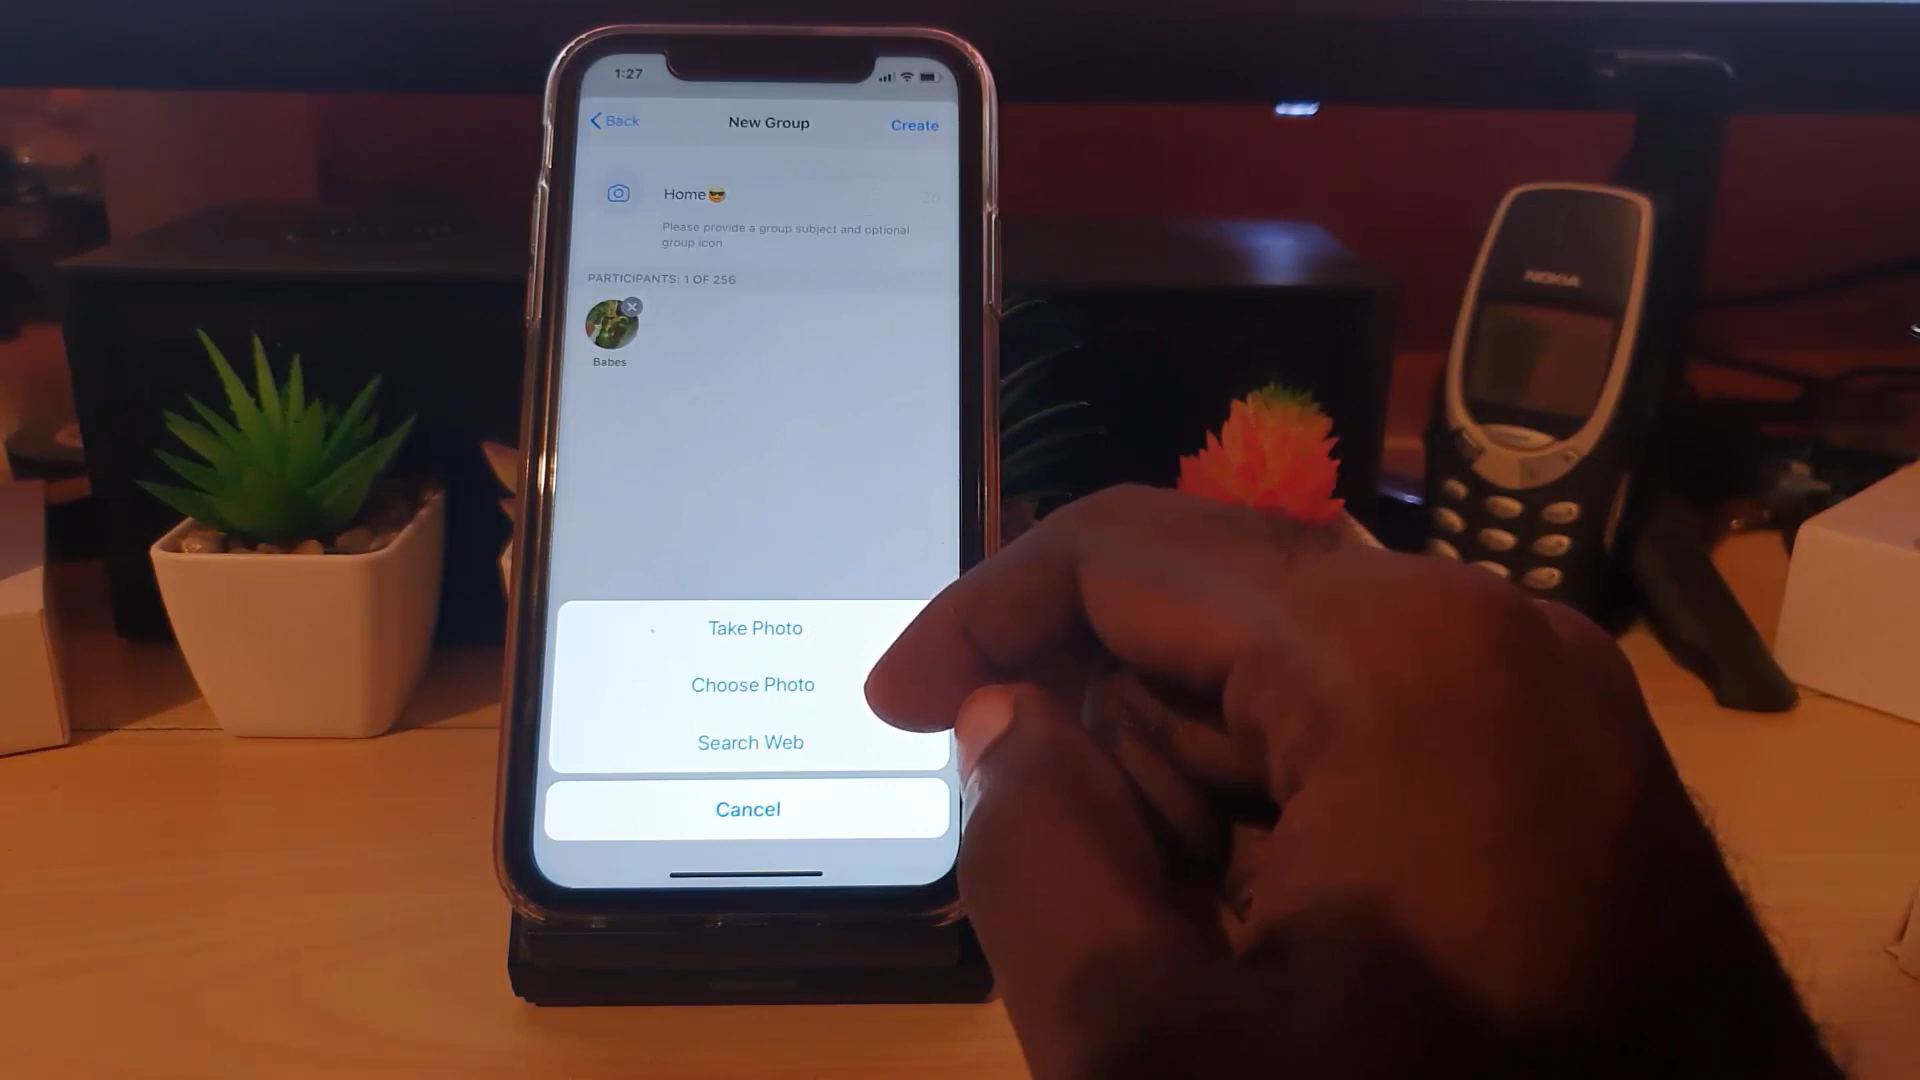 1:27
Back
New Group
Create
Home😎
20
Please provide a group subject and optional
group icon
PARTICIPANTS: 1 OF 256
Babes
Take Photo
Choose Photo
Search Web
Cancel
NOKIA